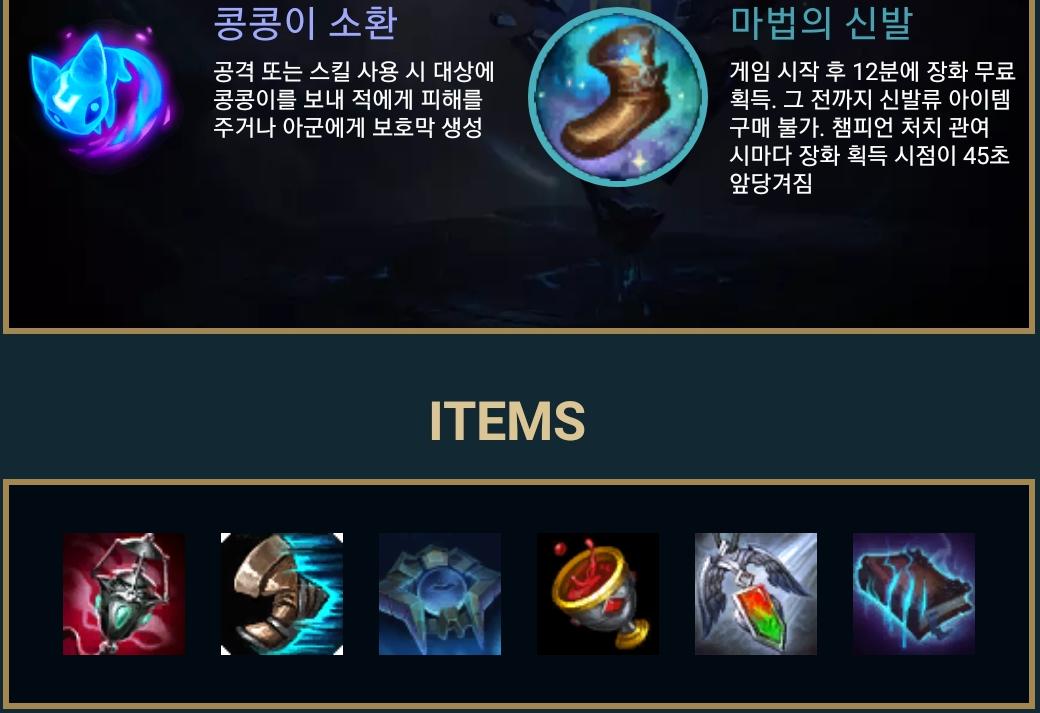 콩콩이 소환
공격 또는 스킬 사용 시 대상에
콩콩이를 보내 적에게 피해를
주거나 아군에게 보호막 생성
마법의 신발
게임 시작 후 12분에 장화 무료
획득. 그 전까지 신발류 아이템
구매 불가. 챔피언 처치 관여
시마다 장화 획득 시점이 45초
앞당겨짐
ITEMS